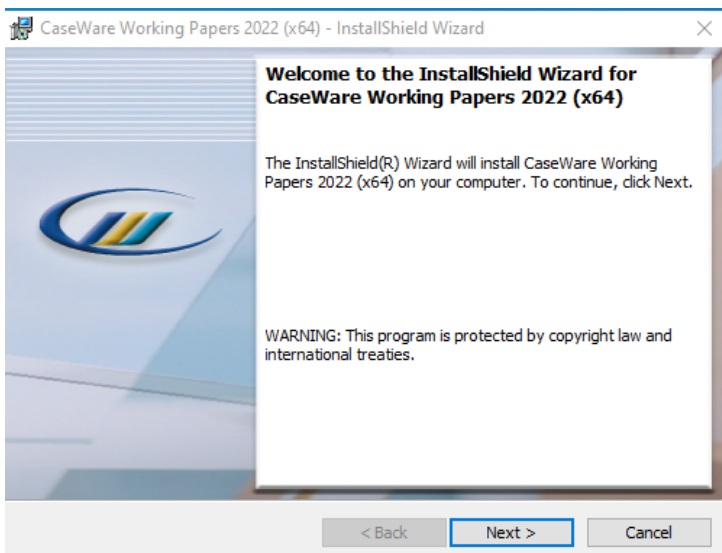 CaseWare Working Papers 2022 (x64) - InstallShield Wizard
Welcome to the InstallShield Wizard for
CaseWare Working Papers 2022 (x64)
The InstallShield(R) Wizard will install CaseWare Working
Papers 2022 (x64) on your computer. To continue, click Next.
WARNING: This program is protected by copyright law and
international treaties.
< Back
Next >
Cancel